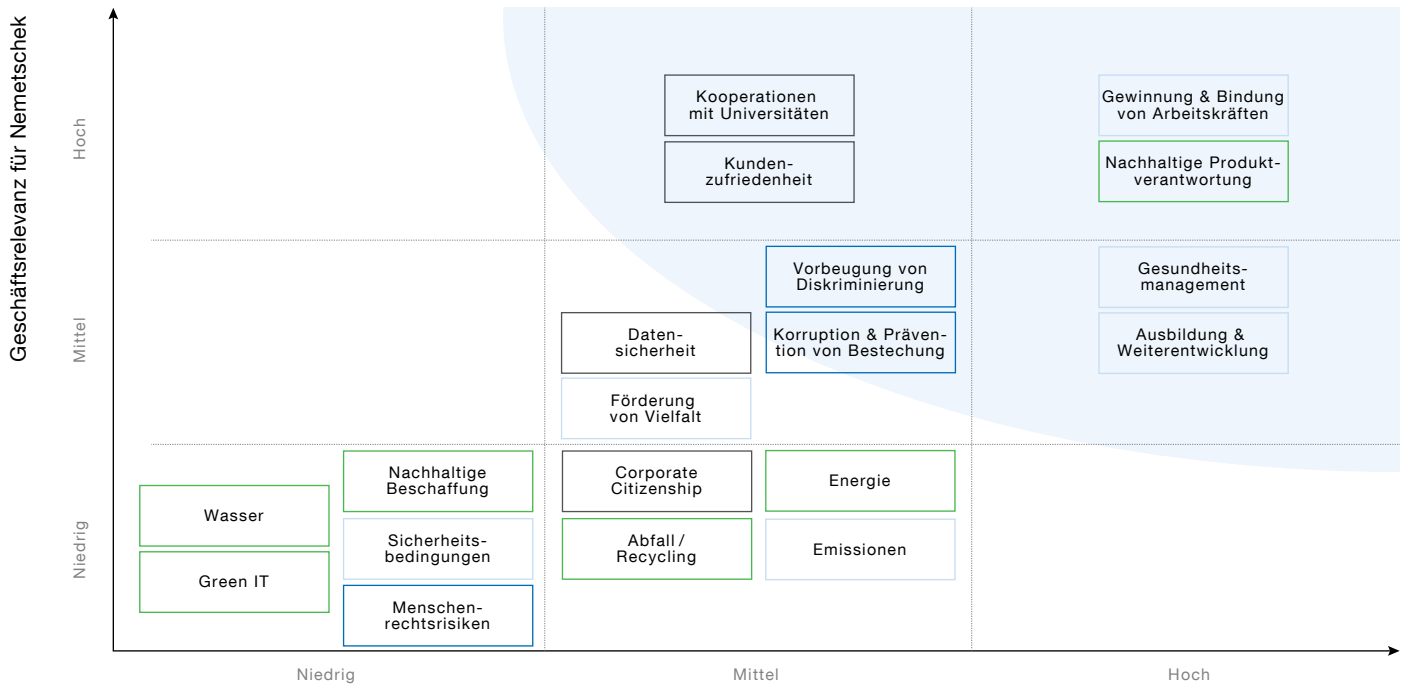 Geschäftsrelevanz für Nemetschek
Hoch
Kooperationen
mit Universitäten
Kunden-
zufriedenheit
Gewinnung & Bindung
von Arbeitskräften
Nachhaltige Produkt-
verantwortung
Mittel
Vorbeugung von
Diskriminierung
Daten-
sicherheit
Korruption & Präven-
tion von Bestechung
Förderung
von Vielfalt
Gesundheits-
management
Ausbildung &
Weiterentwicklung
Niedrig
Wasser
Green IT
Nachhaltige
Beschaffung
Sicherheits-
bedingungen
Menschen-
rechtsrisiken
Corporate
Citizenship
Abfall /
Recycling
Energie
Emissionen
Niedrig
Mittel
Hoch